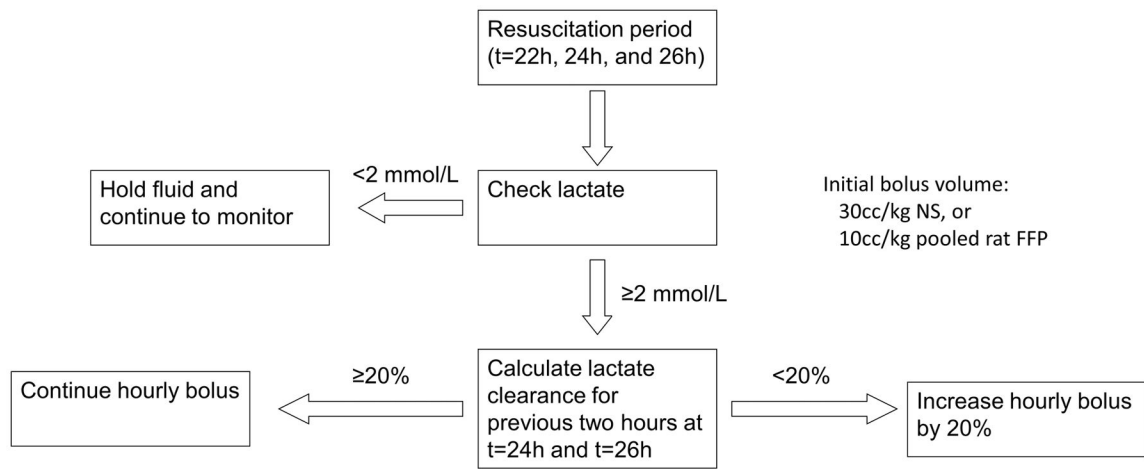 Resuscitation period
(t=22h, 24h, and 26h)
<2 mmol/L
Hold fluid and
continue to monitor
Check lactate
Initial bolus volume:
30cc/kg NS, or
10cc/kg pooled rat FFP
≥2 mmol/L
Continue hourly bolus
≥20%
Calculate lactate
clearance for
previous two hours at
t=24h and t=26h
<20%
Increase hourly bolus
by 20%